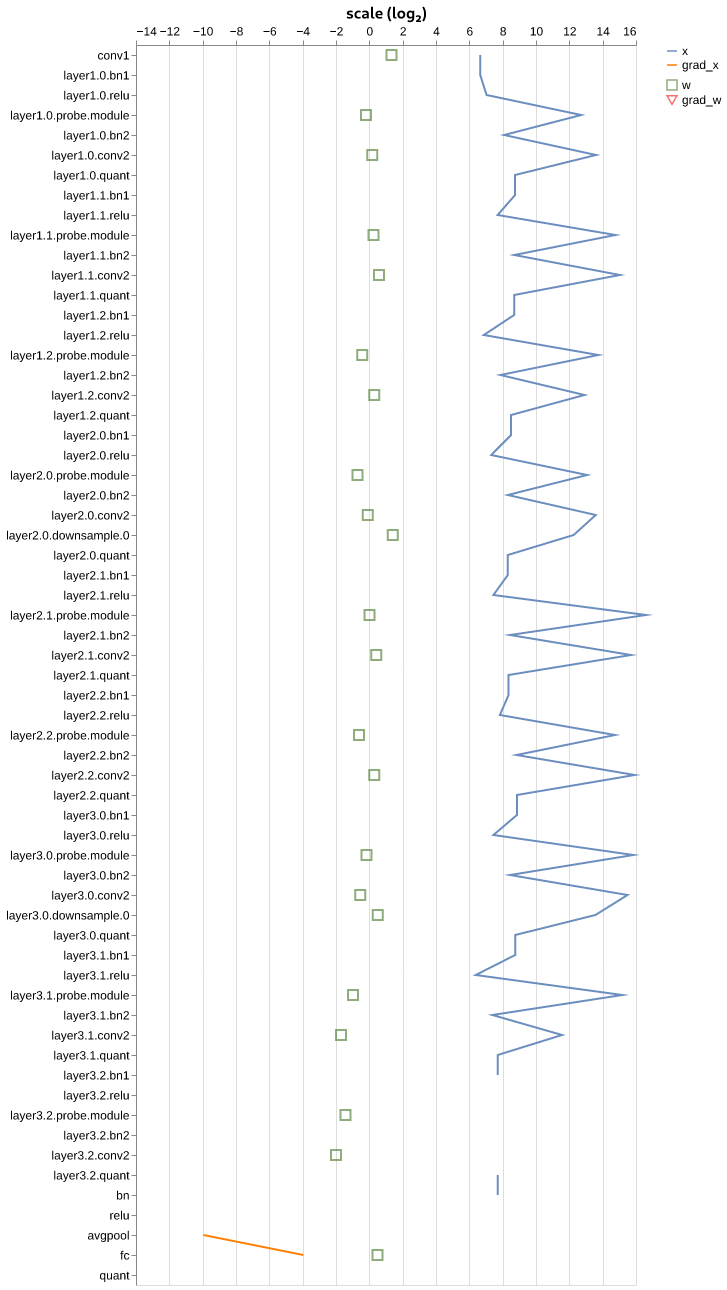 scale (log₂)
−14 −12 −10 −8 −6 −4 −2 0 2 4 6 8 10 12 14 16
x
grad_x
w
grad_w
conv1
layer1.0.bn1
layer1.0.relu
layer1.0.probe.module
layer1.0.bn2
layer1.0.conv2
layer1.0.quant
layer1.1.bn1
layer1.1.relu
layer1.1.probe.module
layer1.1.bn2
layer1.1.conv2
layer1.1.quant
layer1.2.bn1
layer1.2.relu
layer1.2.probe.module
layer1.2.bn2
layer1.2.conv2
layer1.2.quant
layer2.0.bn1
layer2.0.relu
layer2.0.probe.module
layer2.0.bn2
layer2.0.conv2
layer2.0.downsample.0
layer2.0.quant
layer2.1.bn1
layer2.1.relu
layer2.1.probe.module
layer2.1.bn2
layer2.1.conv2
layer2.1.quant
layer2.2.bn1
layer2.2.relu
layer2.2.probe.module
layer2.2.bn2
layer2.2.conv2
layer2.2.quant
layer3.0.bn1
layer3.0.relu
layer3.0.probe.module
layer3.0.bn2
layer3.0.conv2
layer3.0.downsample.0
layer3.0.quant
layer3.1.bn1
layer3.1.relu
layer3.1.probe.module
layer3.1.bn2
layer3.1.conv2
layer3.1.quant
layer3.2.bn1
layer3.2.relu
layer3.2.probe.module
layer3.2.bn2
layer3.2.conv2
layer3.2.quant
bn
relu
avgpool
fc
quant